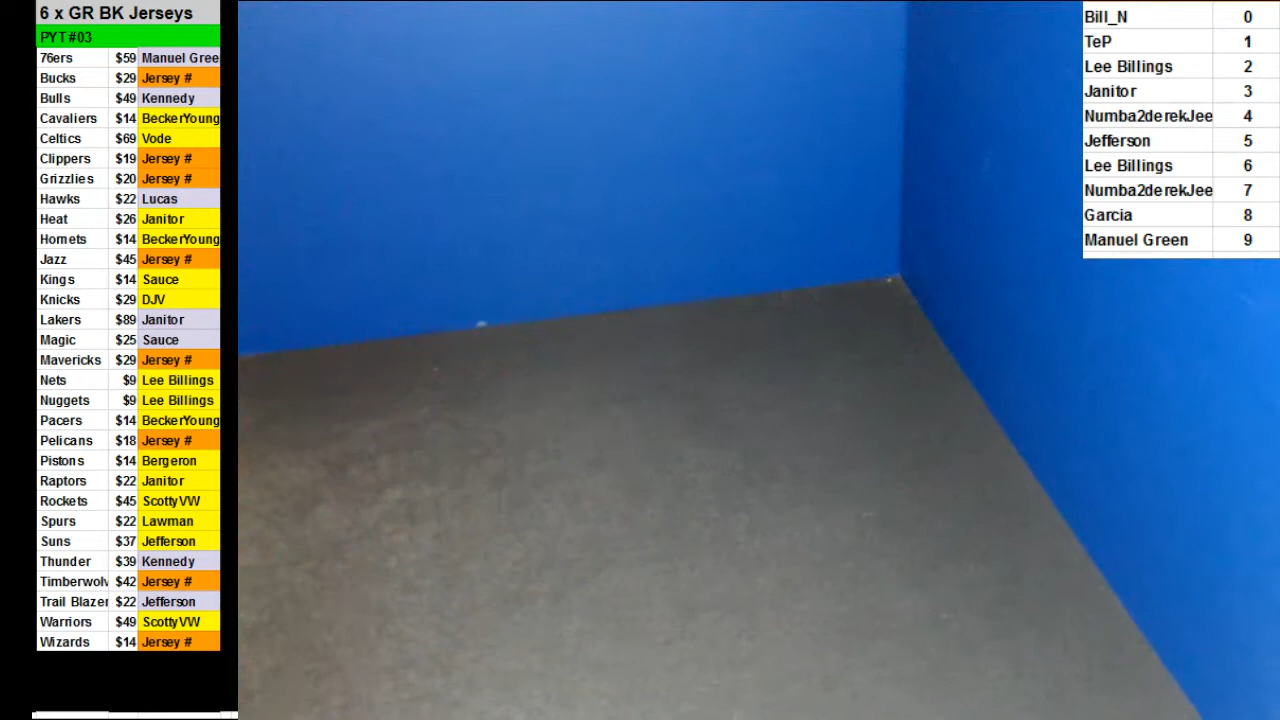 6 x GR BK Jerseys
PYT #03
76ers $59 Manuel Gree
Bucks $29 Jersey #
Bulls $49 Kennedy
Cavaliers $14 BeckerYoung
Celtics $69 Vode
Clippers $19 Jersey #
Grizzlies $20 Jersey #
Hawks $22 Lucas
Heat $26 Janitor
Hornets $14 BeckerYoung
Jazz $45 Jersey #
Kings $14 Sauce
Knicks $29 DJV
Lakers $89 Janitor
Magic $25 Sauce
Mavericks $29 Jersey #
Nets $9 Lee Billings
Nuggets $9 Lee Billings
Pacers $14 BeckerYoung
Pelicans $18 Jersey #
Pistons $14 Bergeron
Raptors $22 Janitor
Rockets $45 ScottyVW
Spurs $22 Lawman
Suns $37 Jefferson
Thunder $39 Kennedy
Timberwolv $42 Jersey #
Trail Blazer $22 Jefferson
Warriors $49 ScottyVW
Wizards $14 Jersey #
Bill_N 0
TeP 1
Lee Billings 2
Janitor 3
Numba2derekJee 4
Jefferson 5
Lee Billings 6
Numba2derekJee 7
Garcia 8
Manuel Green 9